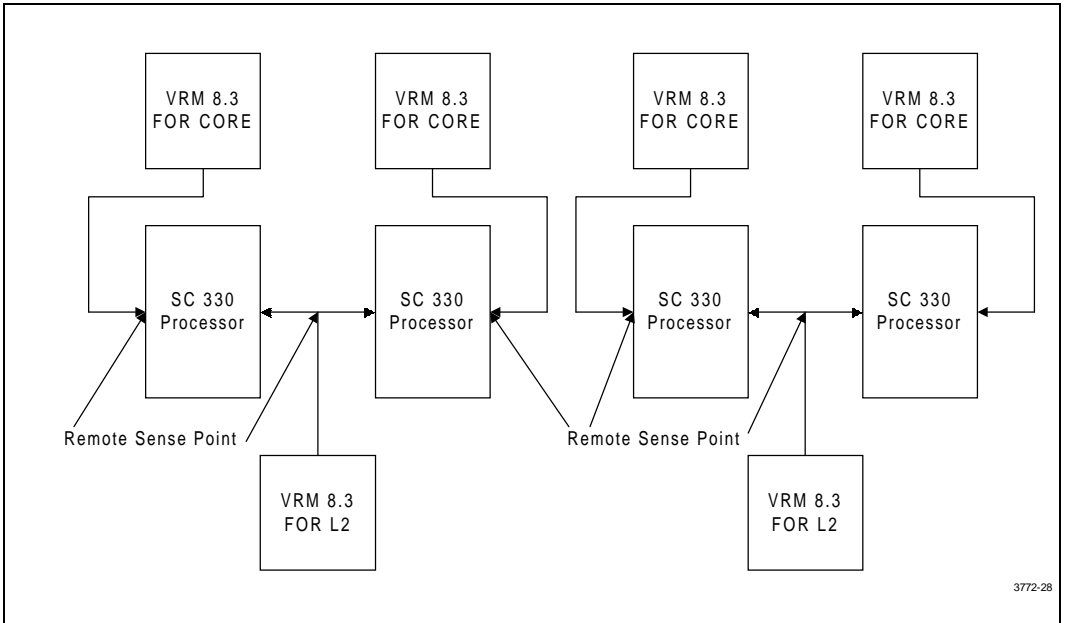 VRM 8.3
FOR CORE
VRM 8.3
FOR CORE
VRM 8.3
FOR CORE
VRM 8.3
FOR CORE
SC 330
Processor
SC 330
Processor
SC 330
Processor
SC 330
Processor
Remote Sense Point
Remote Sense Point
VRM 8.3
FOR L2
VRM 8.3
FOR L2
3772-28